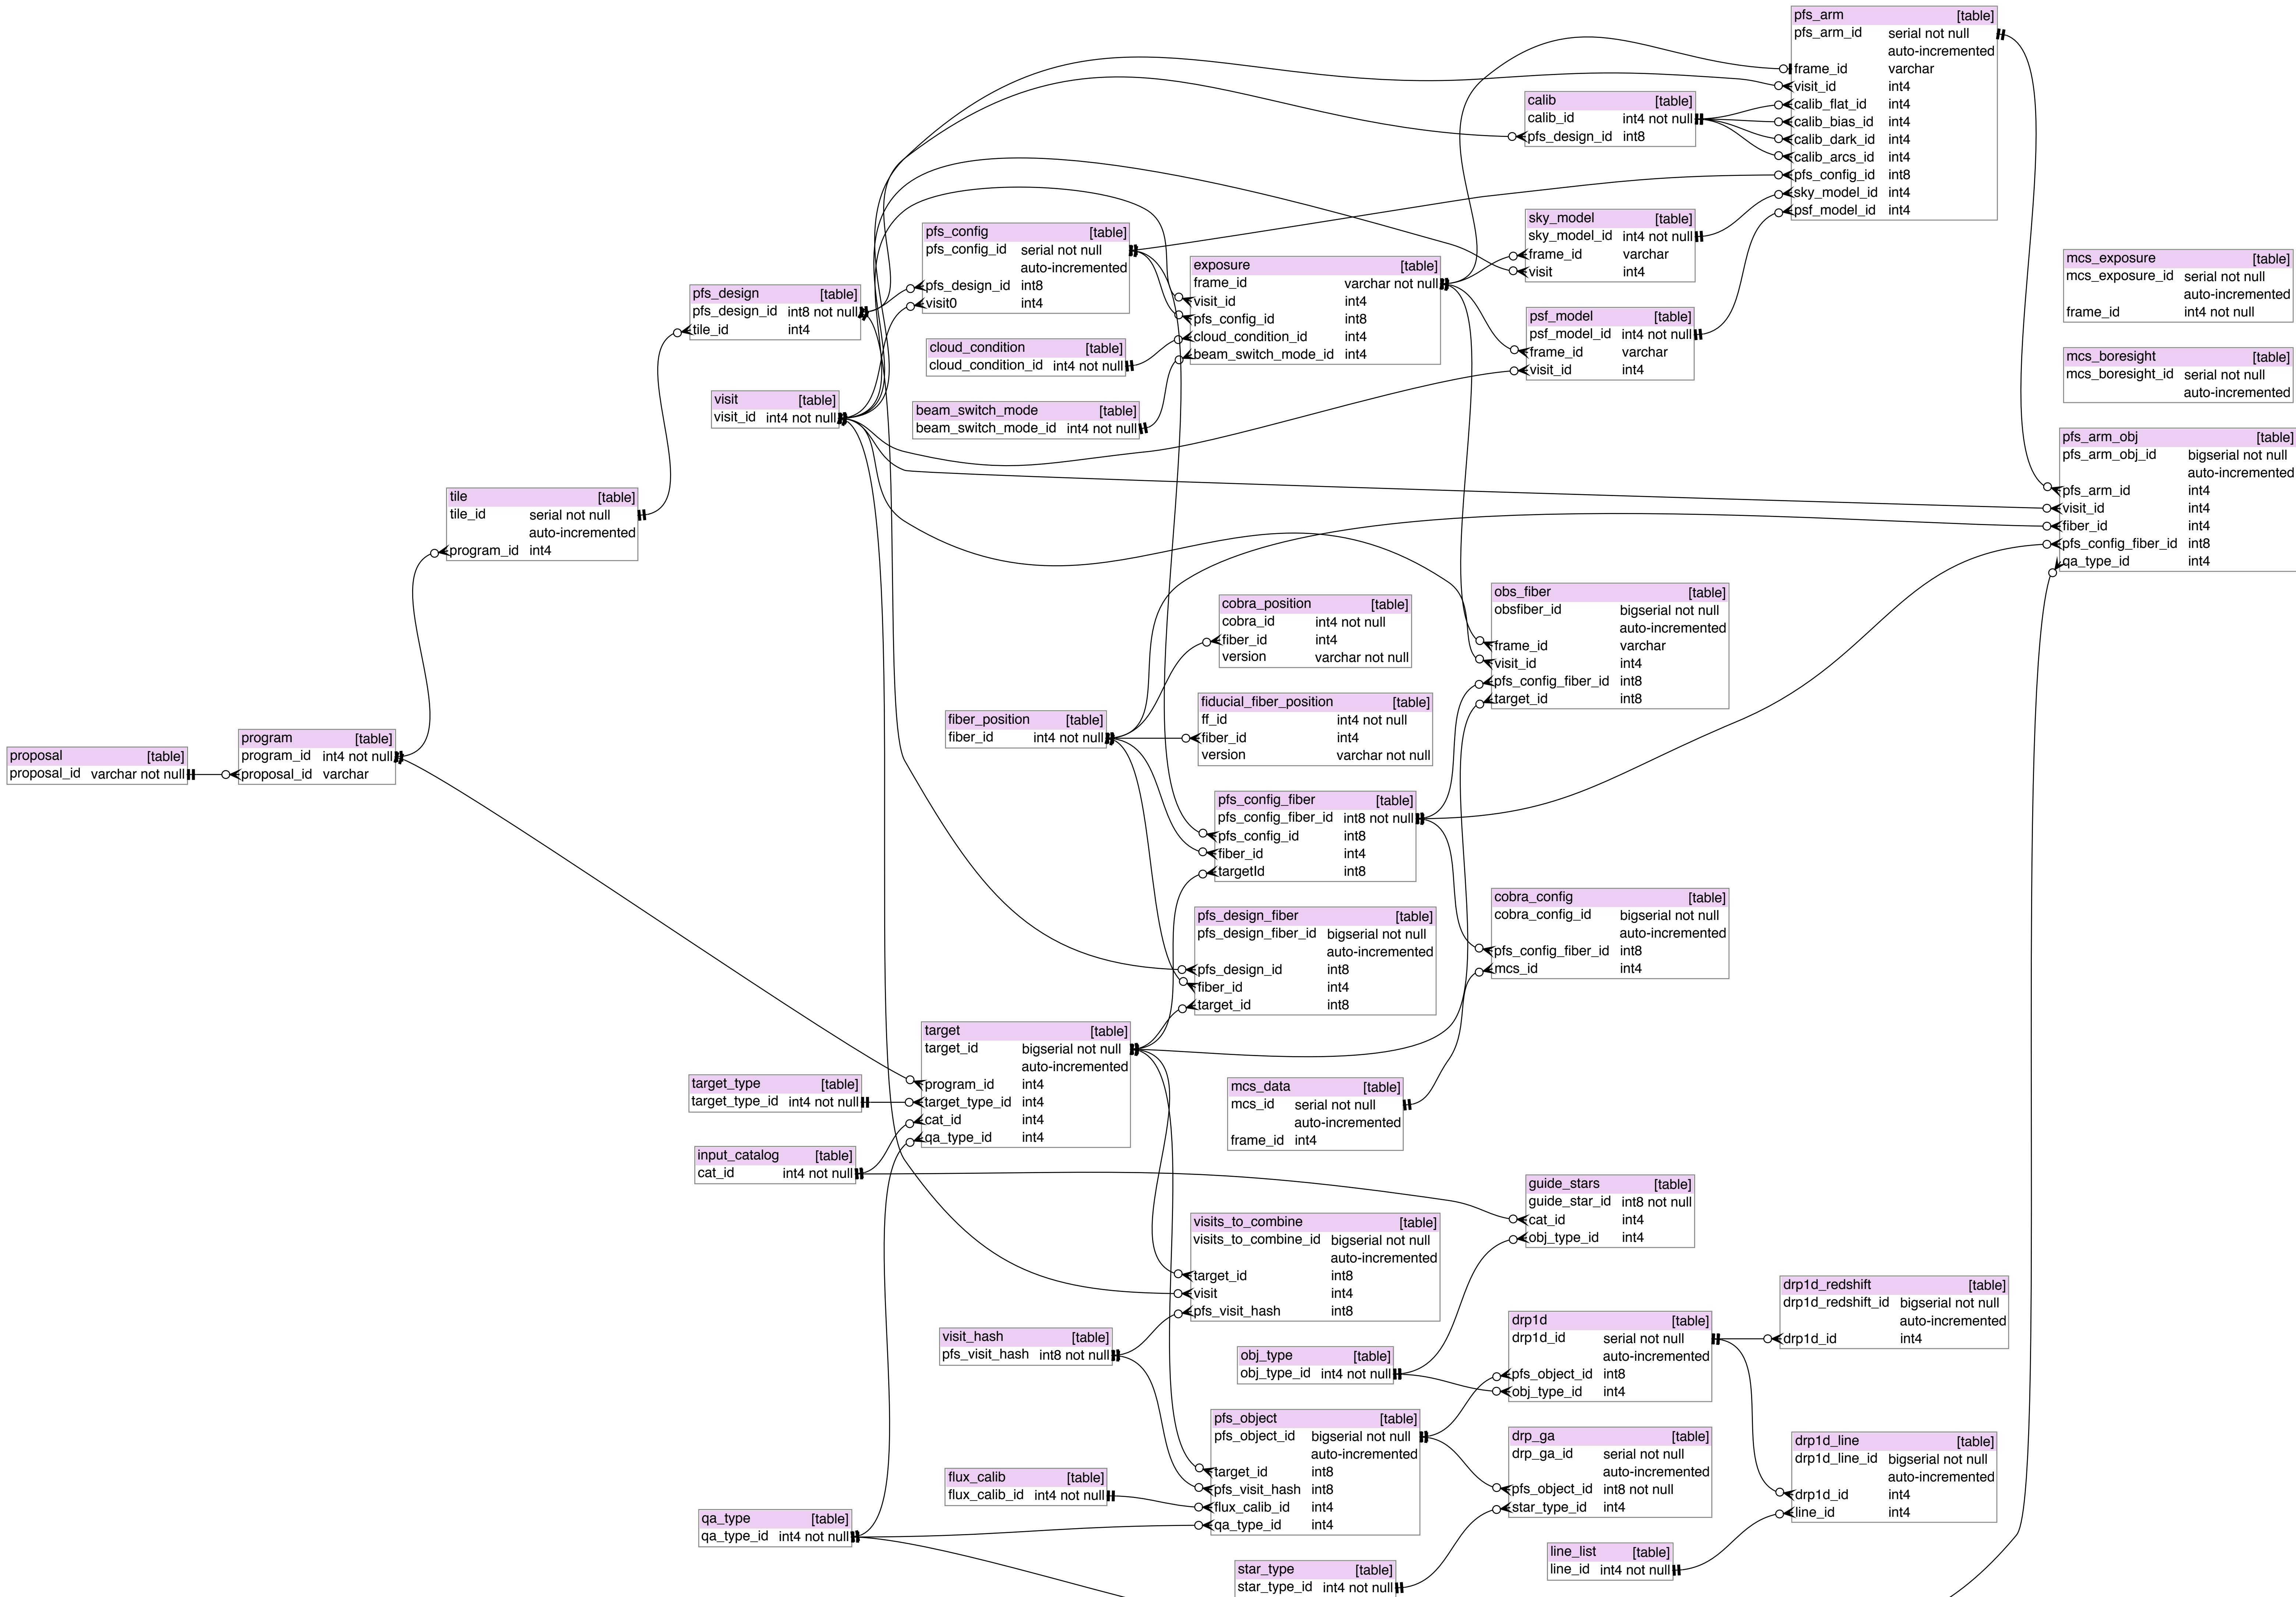 pfs_arm [table]
pfs_arm_id serial not null
auto-incremented
frame_id varchar
visit_id int4
calib_flat_id int4
calib_bias_id int4
calib_dark_id int4
calib_arcs_id int4
pfs_config_id int8
sky_model_id int4
psf_model_id int4
calib [table]
calib_id int4 not null
pfs_design_id int8
sky_model [table]
sky_model_id int4 not null
frame_id varchar
visit int4
psf_model [table]
psf_model_id int4 not null
frame_id varchar
visit_id int4
mcs_exposure [table]
mcs_exposure_id serial not null
auto-incremented
frame_id int4 not null
mcs_boresight [table]
mcs_boresight_id serial not null
auto-incremented
pfs_config [table]
pfs_config_id serial not null
auto-incremented
pfs_design_id int8
visit0 int4
exposure [table]
frame_id varchar not null
visit_id int4
pfs_config_id int8
cloud_condition_id int4
beam_switch_mode_id int4
pfs_design [table]
pfs_design_id int8 not null
tile_id int4
cloud_condition [table]
cloud_condition_id int4 not null
visit [table]
visit_id int4 not null
beam_switch_mode [table]
beam_switch_mode_id int4 not null
pfs_arm_obj [table]
pfs_arm_obj_id bigserial not null
auto-incremented
pfs_arm_id int4
visit_id int4
fiber_id int4
pfs_config_fiber_id int8
qa_type_id int4
tile [table]
tile_id serial not null
auto-incremented
program_id int4
cobra_position [table]
cobra_id int4 not null
fiber_id int4
version varchar not null
obs_fiber [table]
obsfiber_id bigserial not null
auto-incremented
frame_id varchar
visit_id int4
pfs_config_fiber_id int8
target_id int8
fiducial_fiber_position [table]
ff_id int4 not null
fiber_id int4
version varchar not null
fiber_position [table]
fiber_id int4 not null
program [table]
program_id int4 not null
proposal_id varchar
proposal [table]
proposal_id varchar not null
pfs_config_fiber [table]
pfs_config_fiber_id int8 not null
pfs_config_id int8
fiber_id int4
targetId int8
cobra_config [table]
cobra_config_id bigserial not null
auto-incremented
pfs_config_fiber_id int8
mcs_id int4
pfs_design_fiber [table]
pfs_design_fiber_id bigserial not null
auto-incremented
pfs_design_id int8
fiber_id int4
target_id int8
target [table]
target_id bigserial not null
auto-incremented
program_id int4
target_type_id int4
cat_id int4
qa_type_id int4
target_type [table]
target_type_id int4 not null
mcs_data [table]
mcs_id serial not null
auto-incremented
frame_id int4
input_catalog [table]
cat_id int4 not null
guide_stars [table]
guide_star_id int8 not null
cat_id int4
obj_type_id int4
visits_to_combine [table]
visits_to_combine_id bigserial not null
auto-incremented
target_id int8
visit int4
pfs_visit_hash int8
drp1d_redshift [table]
drp1d_redshift_id bigserial not null
auto-incremented
drp1d_id int4
drp1d [table]
drp1d_id serial not null
auto-incremented
pfs_object_id int8
obj_type_id int4
visit_hash [table]
pfs_visit_hash int8 not null
obj_type [table]
obj_type_id int4 not null
pfs_object [table]
pfs_object_id bigserial not null
auto-incremented
target_id int8
pfs_visit_hash int8
flux_calib_id int4
qa_type_id int4
drp_ga [table]
drp_ga_id serial not null
auto-incremented
pfs_object_id int8 not null
star_type_id int4
drp1d_line [table]
drp1d_line_id bigserial not null
auto-incremented
drp1d_id int4
line_id int4
flux_calib [table]
flux_calib_id int4 not null
qa_type [table]
qa_type_id int4 not null
line_list [table]
line_id int4 not null
star_type [table]
star_type_id int4 not null